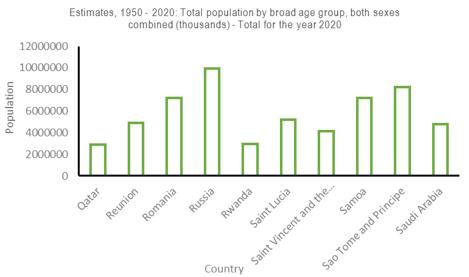 Estimates, 1950 - 2020: Total population by broad age group, both sexes
combined (thousands) - Total for the year 2020
12000000
10000000
8000000
6000000
4000000
2000000
0
Population
Qatar
Reunion
Romania
Russia
Rwanda
Saint Lucia
Saint Vincent and the...
Samoa
Sao Tome and Principe
Saudi Arabia
Country